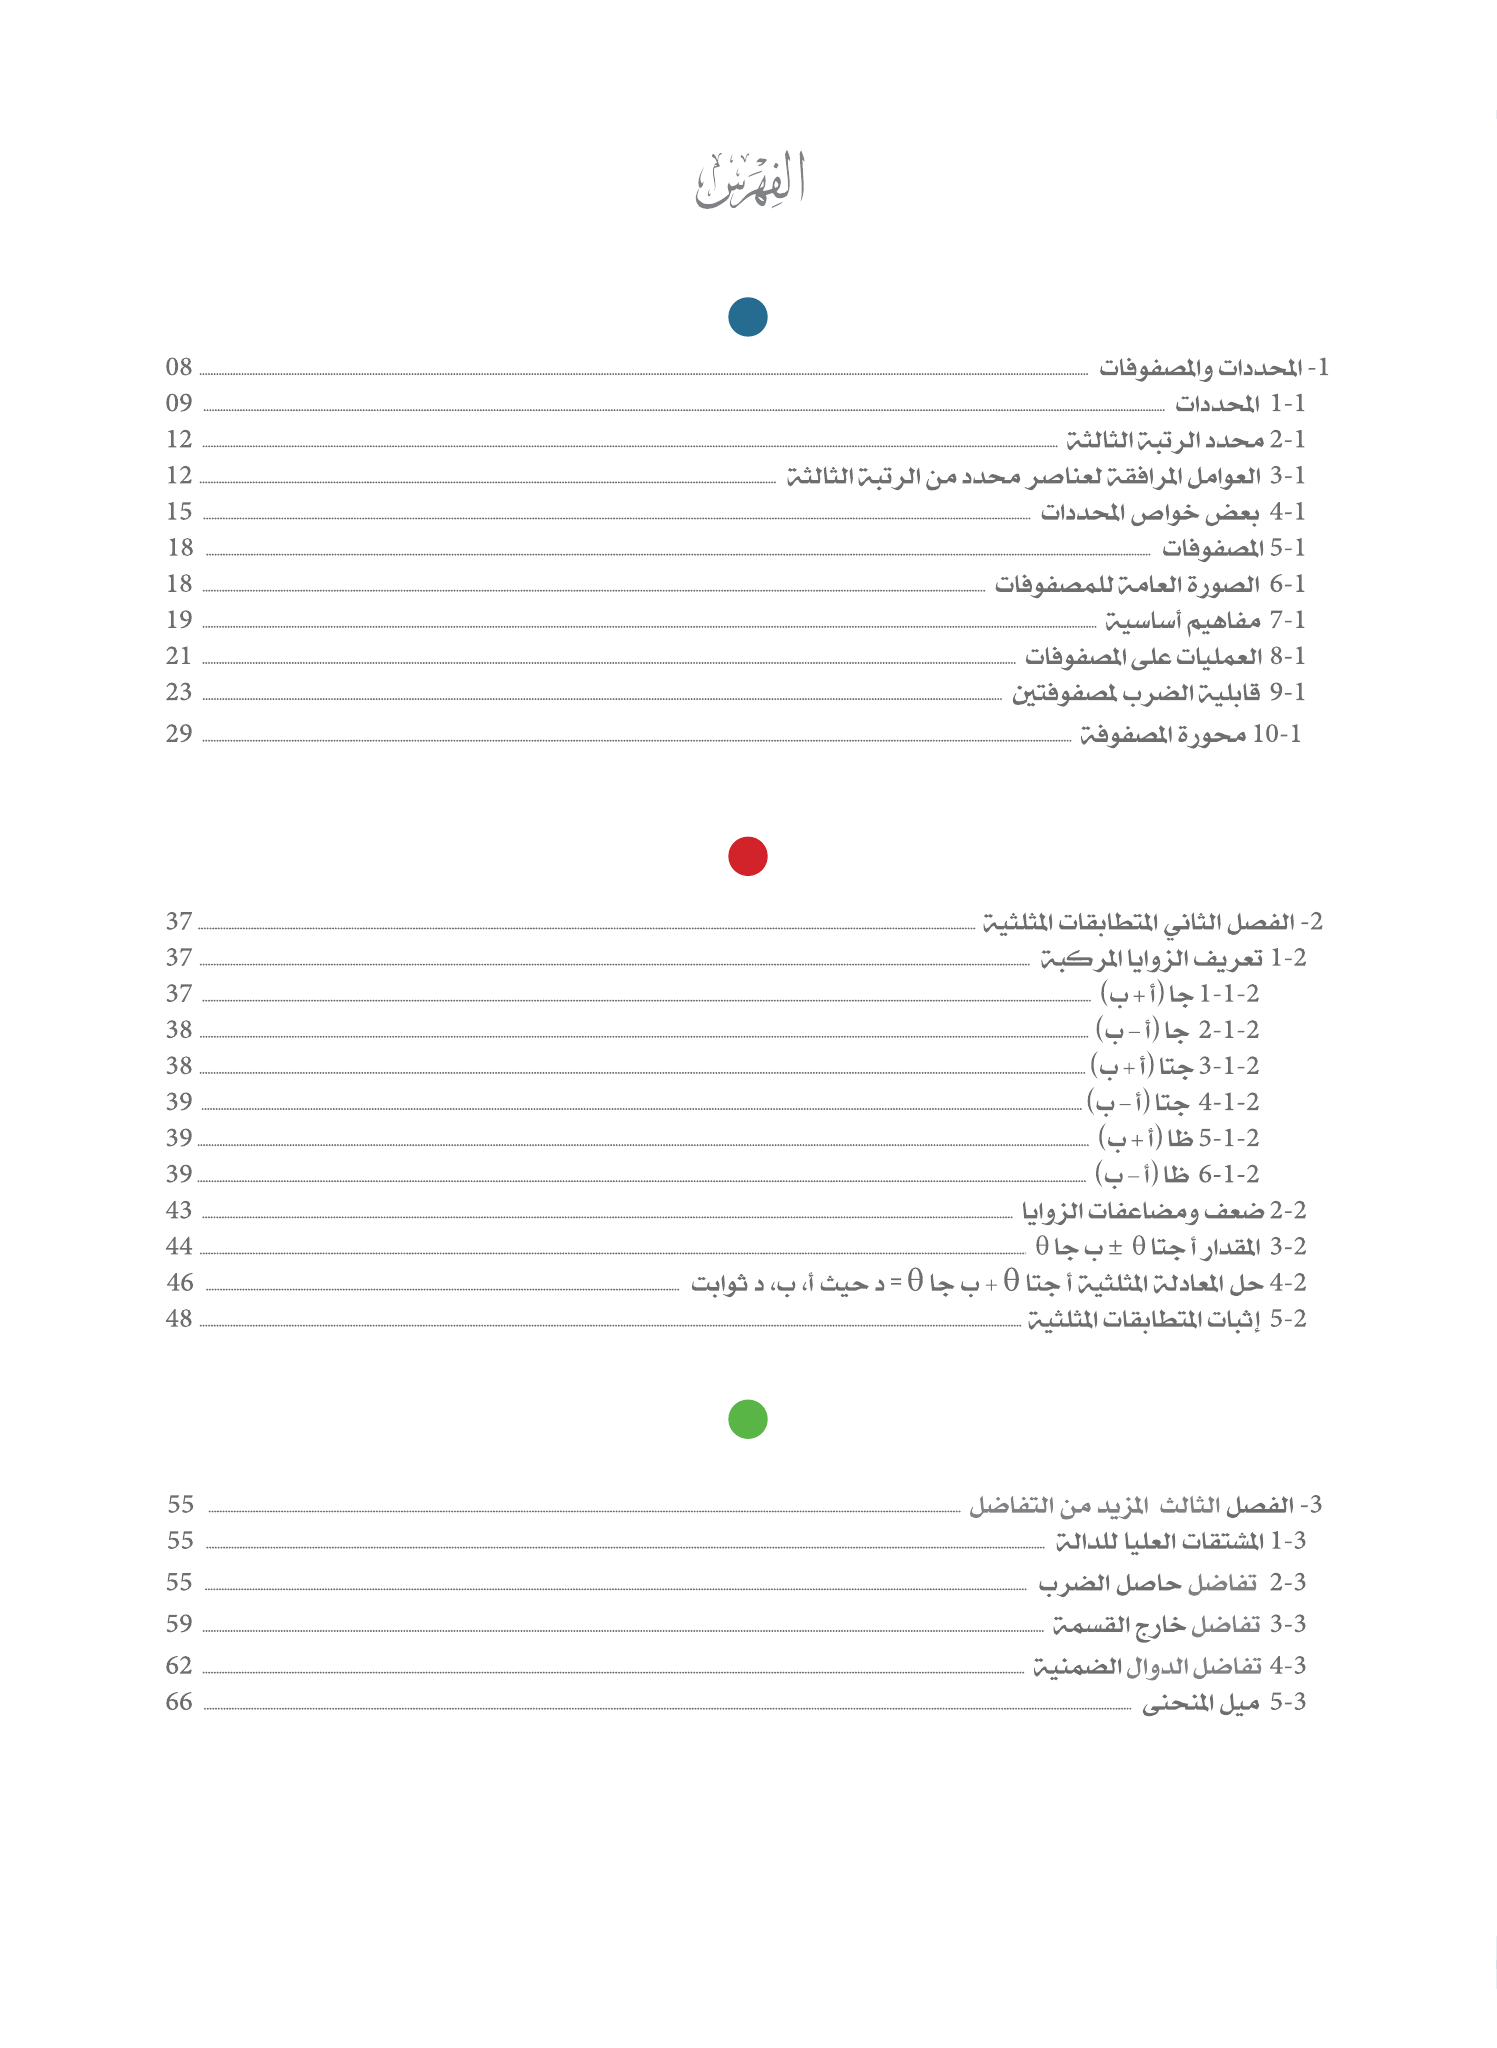 الفِهْرَس
1- المحددات والمصفوفات 08
1-1 المحددات 09
2-1 محدد الرتبة الثالثة 12
3-1 العوامل المرافقة لعناصر محدد من الرتبة الثالثة 12
4-1 بعض خواص المحددات 15
5-1 المصفوفات 18
6-1 الصورة العامة للمصفوفات 18
7-1 مفاهيم أساسية 19
8-1 العمليات على المصفوفات 21
9-1 قابلية الضرب لمصفوفتين 23
10-1 محورة المصفوفة 29
2- الفصل الثاني المتطابقات المثلثية 37
1-2 تعريف الزوايا المركبة 37
1-1-2 جا (أ + ب) 37
2-1-2 جا (أ – ب) 38
3-1-2 جتا (أ + ب) 38
4-1-2 جتا (أ – ب) 39
5-1-2 ظا (أ + ب) 39
6-1-2 ظا (أ – ب) 39
2-2 ضعف ومضاعفات الزوايا 43
3-2 المقدار أ جتا θ ± ب جا θ 44
4-2 حل المعادلة المثلثية أ جتا θ + ب جا θ = د حيث أ، ب، د ثوابت 46
5-2 إثبات المتطابقات المثلثية 48
3- الفصل الثالث المزيد من التفاضل 55
1-3 المشتقات العليا للدالة 55
2-3 تفاضل حاصل الضرب 55
3-3 تفاضل خارج القسمة 59
4-3 تفاضل الدوال الضمنية 62
5-3 ميل المنحنى 66